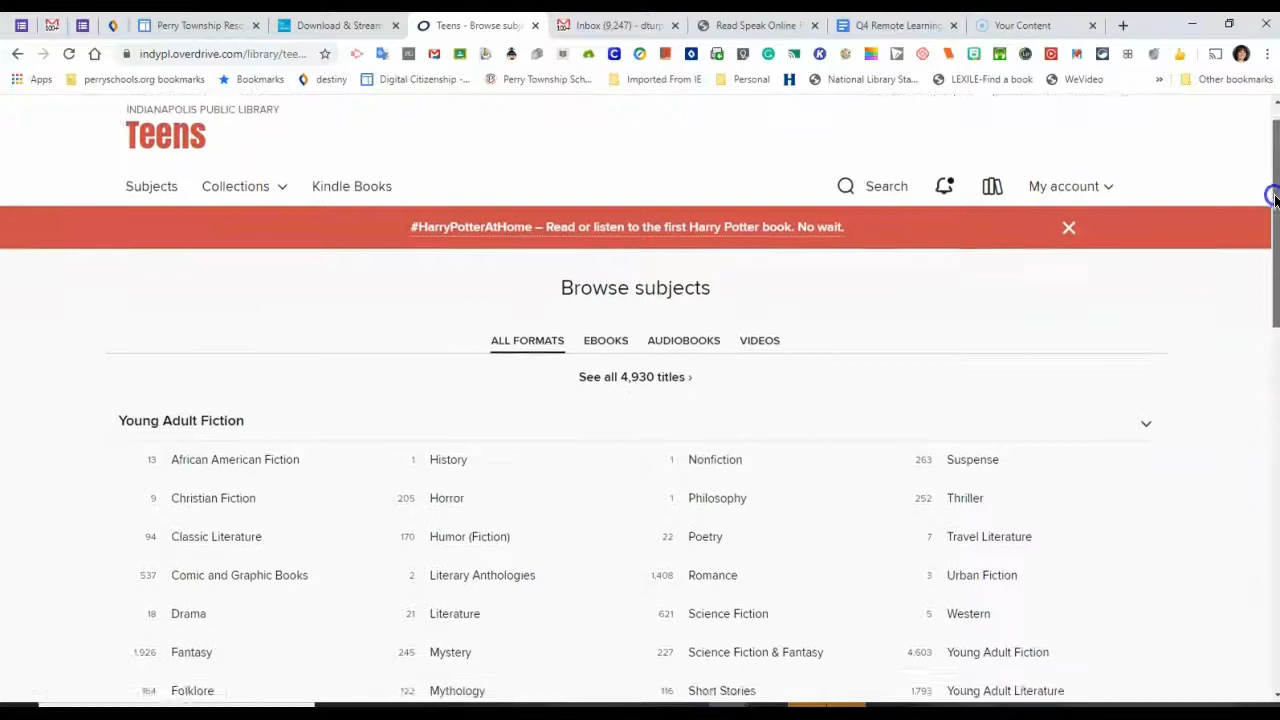 Perry Township Res
Download & Stream
Teens - Browse subj
Inbox (9,247) - dturp
Read Speak Online
Q4 Remote Learning
Your Content
indypl.overdrive.com/library/tee...
Apps
perryschools.org bookmarks
Bookmarks
destiny
Digital Citizenship -...
Perry Township Sch...
Imported From IE
Personal
National Library Sta...
LEXILE-Find a book
WeVideo
»
Other bookmarks
INDIANAPOLIS PUBLIC LIBRARY
Teens
Subjects Collections Kindle Books Search My account
#HarryPotterAtHome – Read or listen to the first Harry Potter book. No wait.
Browse subjects
ALL FORMATS EBOOKS AUDIOBOOKS VIDEOS
See all 4,930 titles ›
Young Adult Fiction
13 African American Fiction 1 History 1 Nonfiction 263 Suspense
9 Christian Fiction 205 Horror 1 Philosophy 252 Thriller
94 Classic Literature 170 Humor (Fiction) 22 Poetry 7 Travel Literature
537 Comic and Graphic Books 2 Literary Anthologies 1,408 Romance 3 Urban Fiction
18 Drama 21 Literature 621 Science Fiction 5 Western
1,926 Fantasy 245 Mystery 227 Science Fiction & Fantasy 4,603 Young Adult Fiction
164 Folklore 122 Mythology 116 Short Stories 1,793 Young Adult Literature